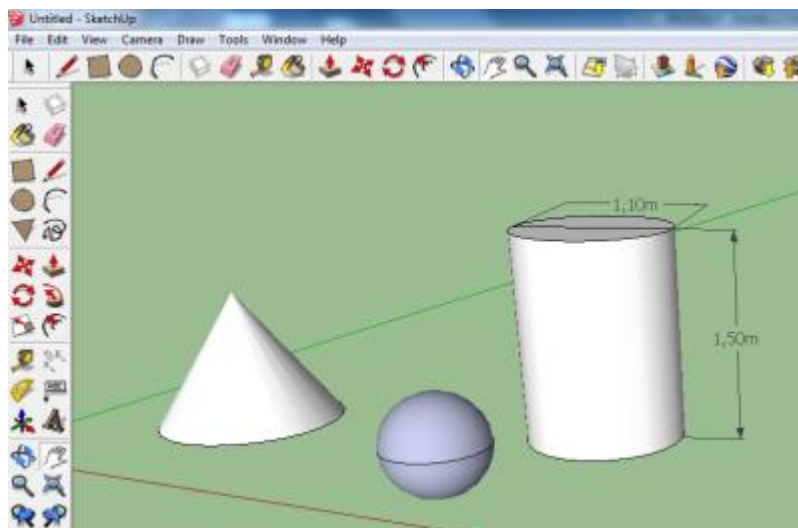 Untitled - SketchUp
File Edit View Camera Draw Tools Window Help
1,10m
1,50m